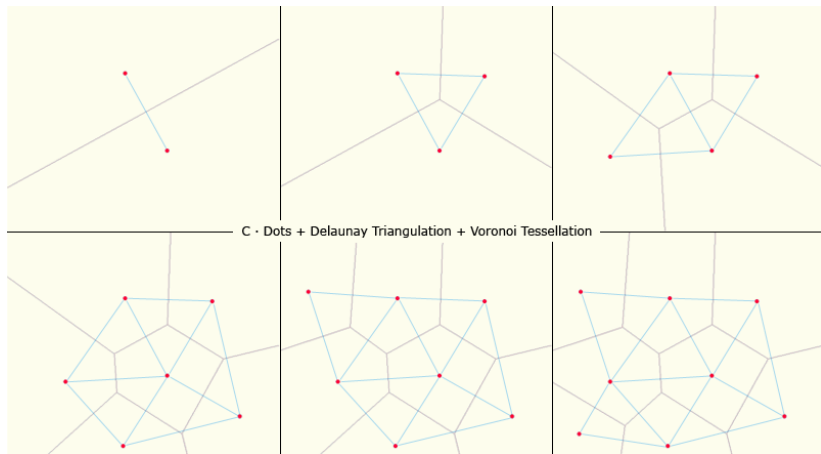 C · Dots + Delaunay Triangulation + Voronoi Tessellation